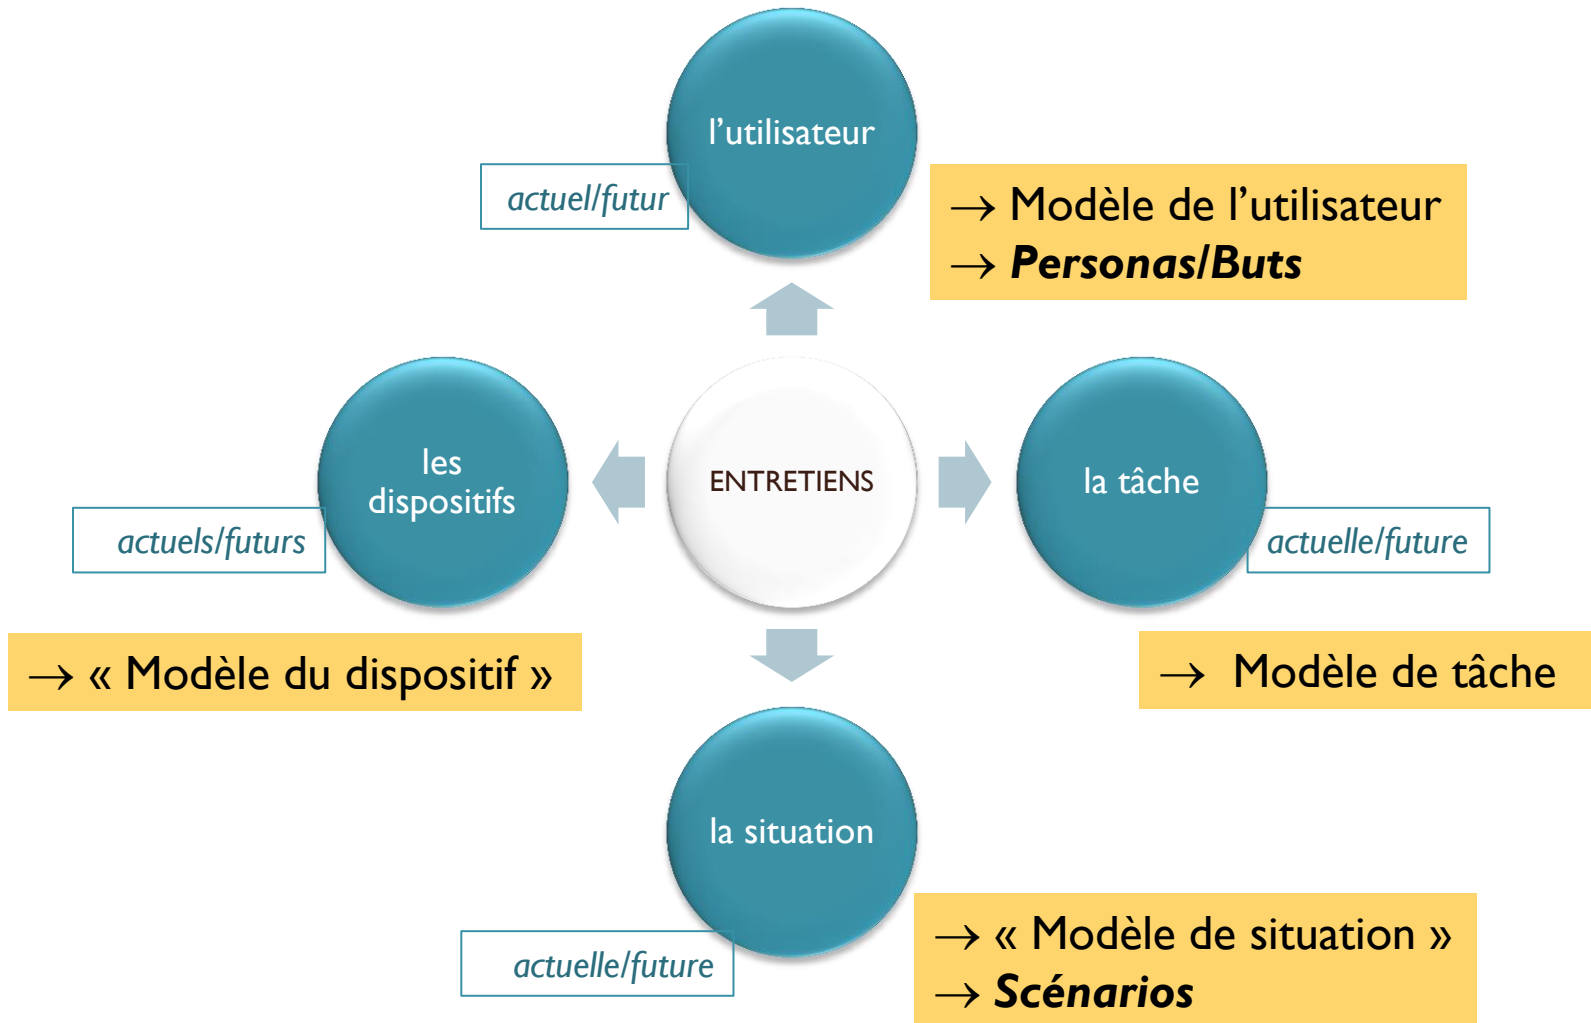 l’utilisateur
actuel/futur
→ Modèle de l’utilisateur
→ Personas/Buts
les
dispositifs
actuels/futurs
→ « Modèle du dispositif »
ENTRETIENS
la tâche
actuelle/future
→ Modèle de tâche
la situation
actuelle/future
→ « Modèle de situation »
→ Scénarios